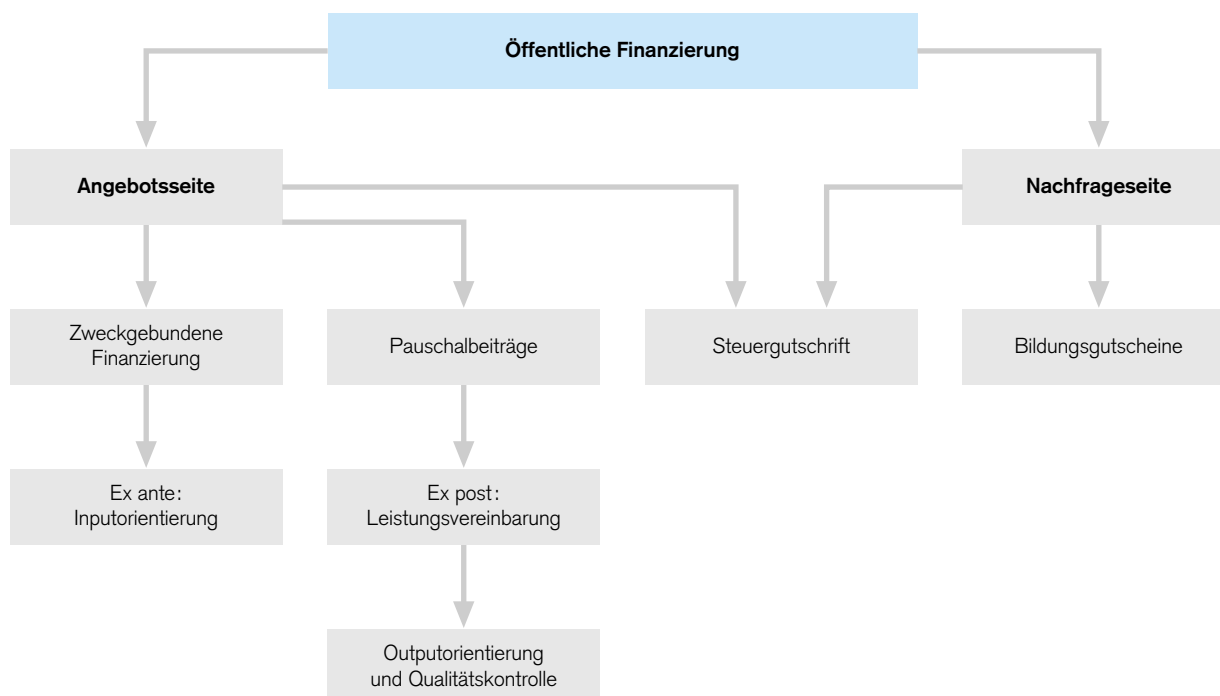 Öffentliche Finanzierung
Angebotsseite
Nachfrageseite
Zweckgebundene
Finanzierung
Pauschalbeiträge
Steuergutschrift
Bildungsgutscheine
Ex ante:
Inputorientierung
Ex post:
Leistungsvereinbarung
Outputorientierung
und Qualitätskontrolle